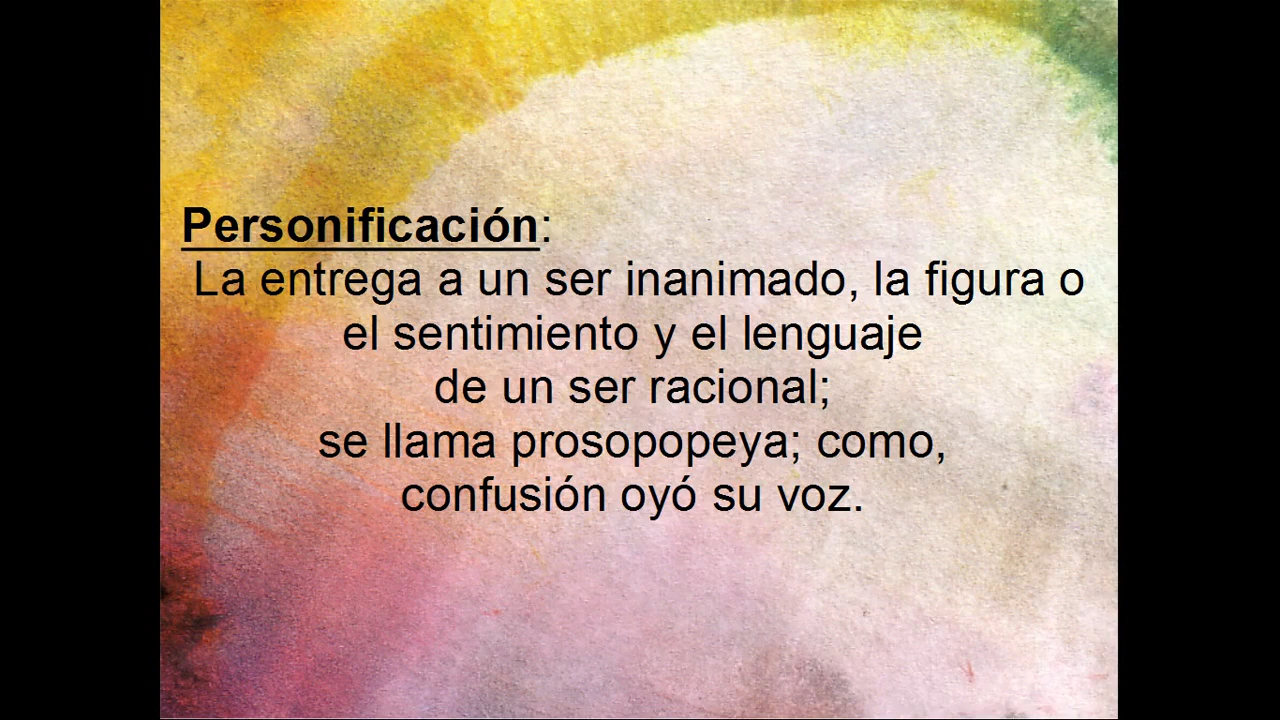 Personificación:
La entrega a un ser inanimado, la figura o
el sentimiento y el lenguaje
de un ser racional;
se llama prosopopeya; como,
confusión oyó su voz.